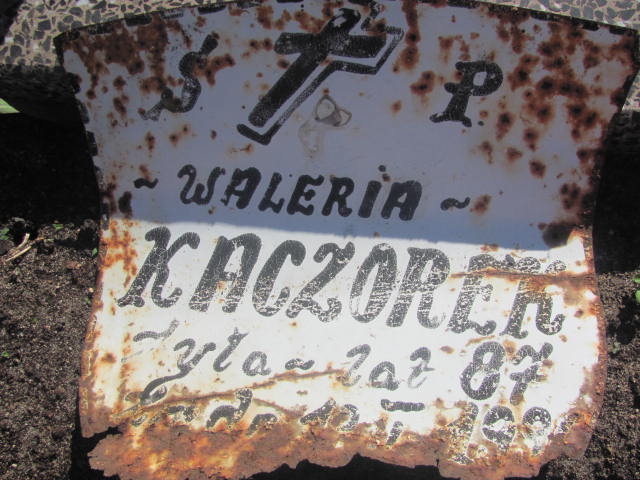 Ś P.
~ WALERIA ~
KACZOREK
żyła ~ lat 87